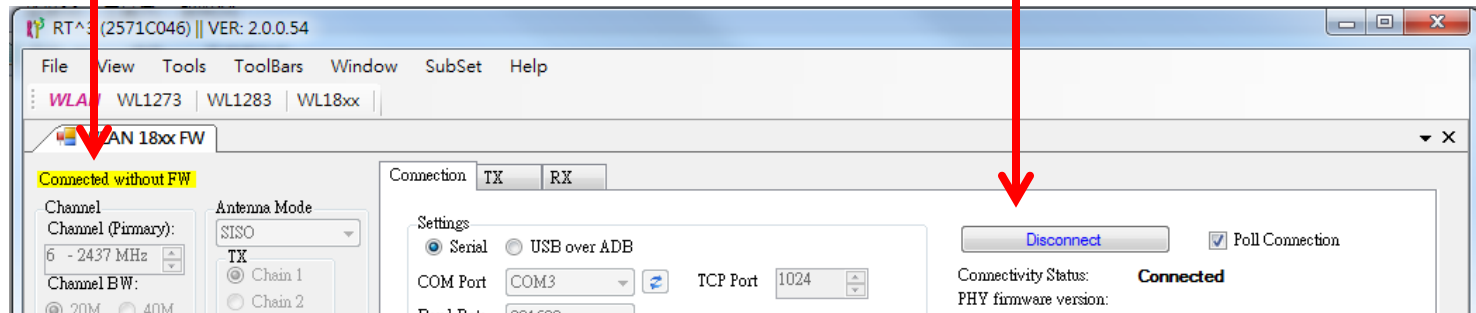 RT^3 (2571C046) || VER: 2.0.0.54
File View Tools ToolBars Window SubSet Help
WLAN WL1273 WL1283 WL18xx
WLAN 18xx FW
Connected without FW
Connection TX RX
Channel
Channel (Pirmary):
6 - 2437 MHz
Channel BW:
20M 40M
Antenna Mode
SISO
TX
Chain 1
Chain 2
Settings
Serial USB over ADB
COM Port COM3 TCP Port 1024
Disconnect Poll Connection
Connectivity Status: Connected
PHY firmware version: